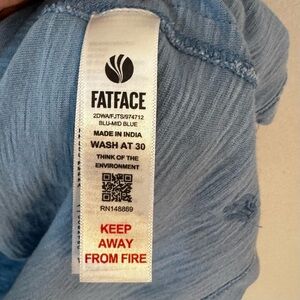 FATFACE
2DWA/FJTS/974712
BLU-MID BLUE
MADE IN INDIA
WASH AT 30
THINK OF THE
ENVIRONMENT
RN148869
KEEP
AWAY
FROM FIRE